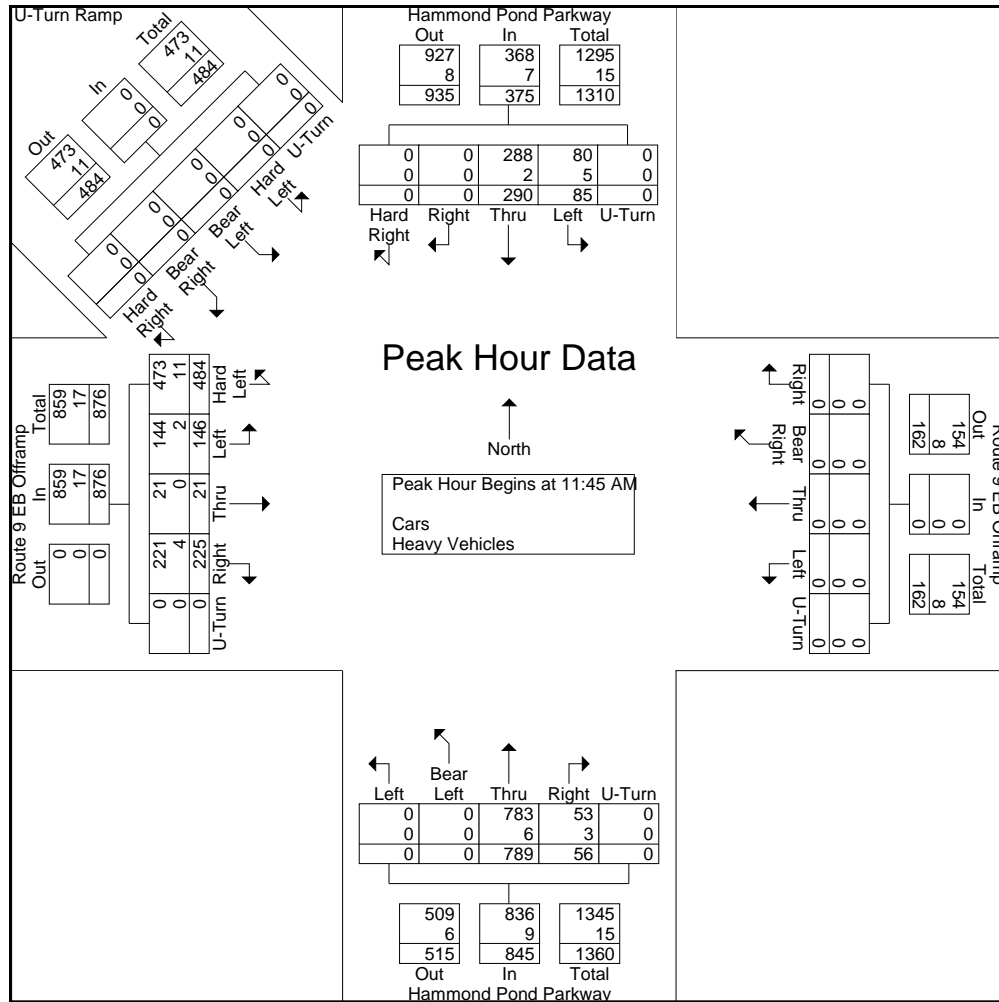 U-Turn Ramp
Out In Total
473 0 473
11 0 11
484 0 484
0 0 0 0 0
0 0 0 0 0
0 0 0 0 0
Hard Right
Bear Right
Bear Left
Hard Left
U-Turn
Hammond Pond Parkway
Out In Total
927 368 1295
8 7 15
935 375 1310
0 0 288 80 0
0 0 2 5 0
0 0 290 85 0
Hard Right Thru Left U-Turn
Right
Peak Hour Data
North
Peak Hour Begins at 11:45 AM
Cars
Heavy Vehicles
Route 9 EB Offramp
Out In Total
0 859 859
0 17 17
0 876 876
0 221 21 144 473
0 4 0 2 11
0 225 21 146 484
U-Turn Right Thru Left Hard
Left
Route 9 EB Onramp
Out In Total
154 0 154
8 0 8
162 0 162
0 0 0 0 0
0 0 0 0 0
0 0 0 0 0
Right Bear Thru Left U-Turn
Right
Bear
Left Left Thru Right U-Turn
0 0 783 53 0
0 0 6 3 0
0 0 789 56 0
509 836 1345
6 9 15
515 845 1360
Out In Total
Hammond Pond Parkway